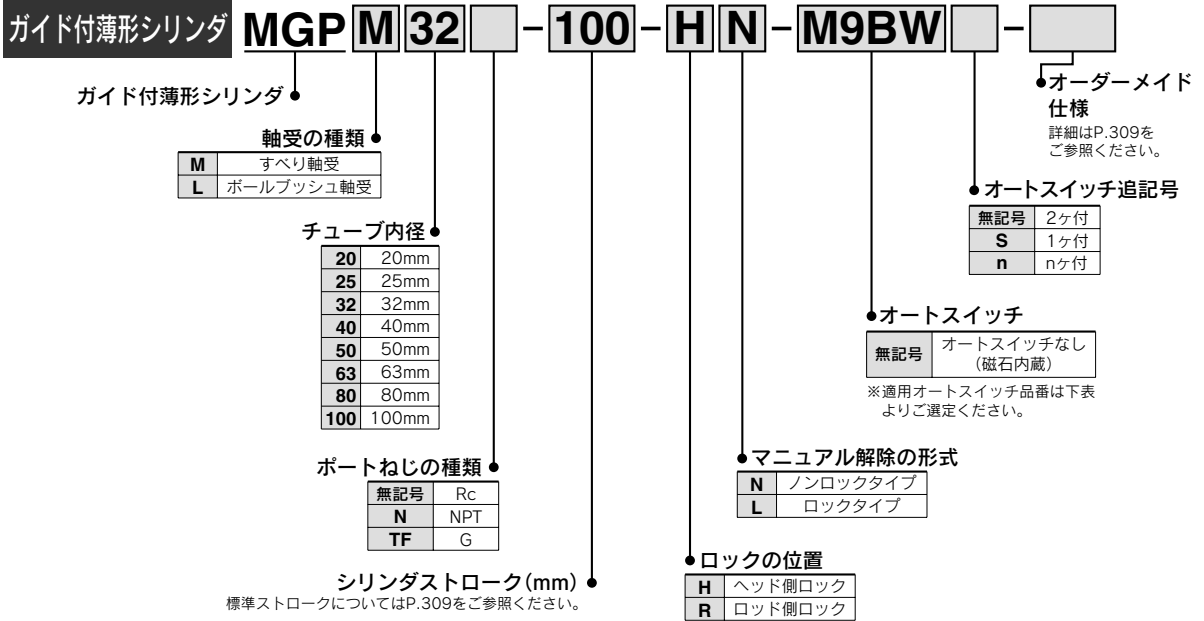 ガイド付薄形シリンダ MGP M 32 - 100 - H N - M9BW -
ガイド付薄形シリンダ
軸受の種類
M すべり軸受
L ボールブッシュ軸受
チューブ内径
20 20mm
25 25mm
32 32mm
40 40mm
50 50mm
63 63mm
80 80mm
100 100mm
ポートねじの種類
無記号 Rc
N NPT
TF G
シリンダストローク(mm)
標準ストロークについてはP.309をご参照ください。
ロックの位置
H ヘッド側ロック
R ロッド側ロック
マニュアル解除の形式
N ノンロックタイプ
L ロックタイプ
オートスイッチ
無記号 オートスイッチなし
(磁石内蔵)
※適用オートスイッチ品番は下表
よりご選定ください。
オートスイッチ追記号
無記号 2ヶ付
S 1ヶ付
n nヶ付
オーダーメイド
仕様
詳細はP.309を
ご参照ください。